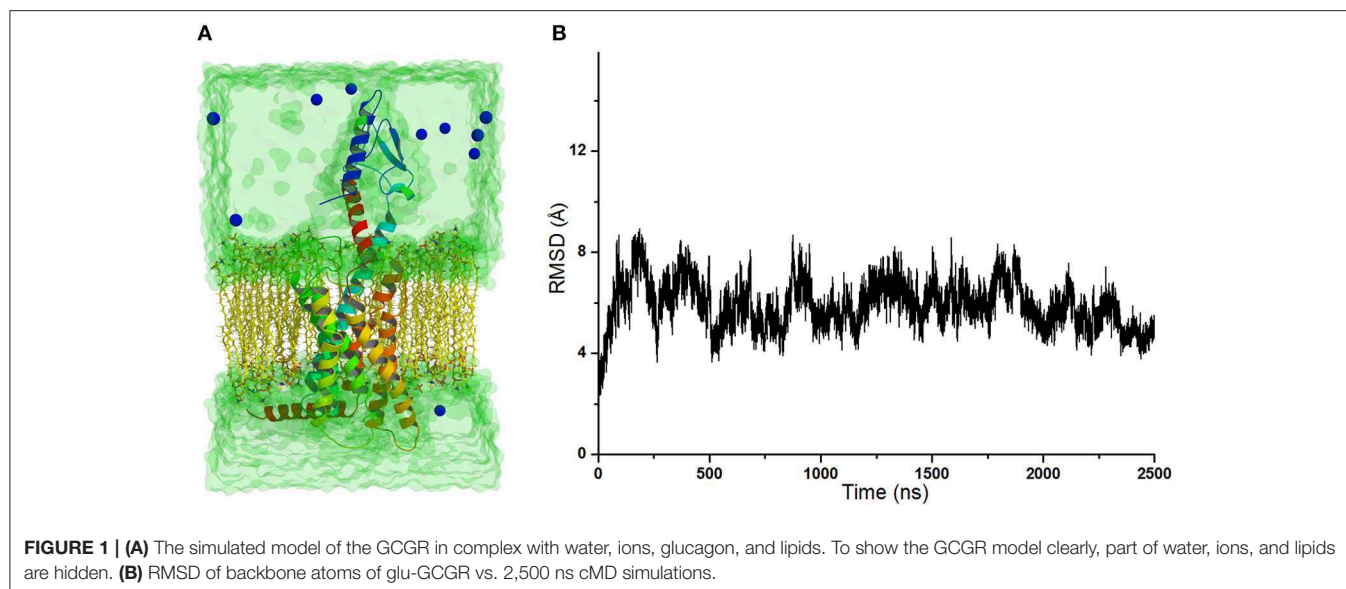 A
B
RMSD (Å)
12
8
4
0
0 500 1000 1500 2000 2500
Time (ns)
FIGURE 1 | (A) The simulated model of the GCGR in complex with water, ions, glucagon, and lipids. To show the GCGR model clearly, part of water, ions, and lipids
are hidden. (B) RMSD of backbone atoms of glu-GCGR vs. 2,500 ns cMD simulations.